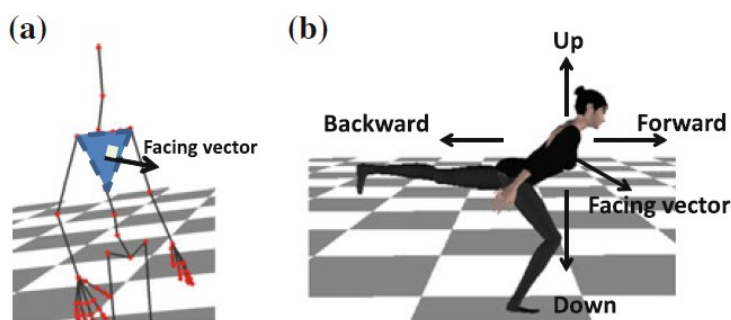 (a)
Facing vector
(b)
Up
Backward
Forward
Facing vector
Down